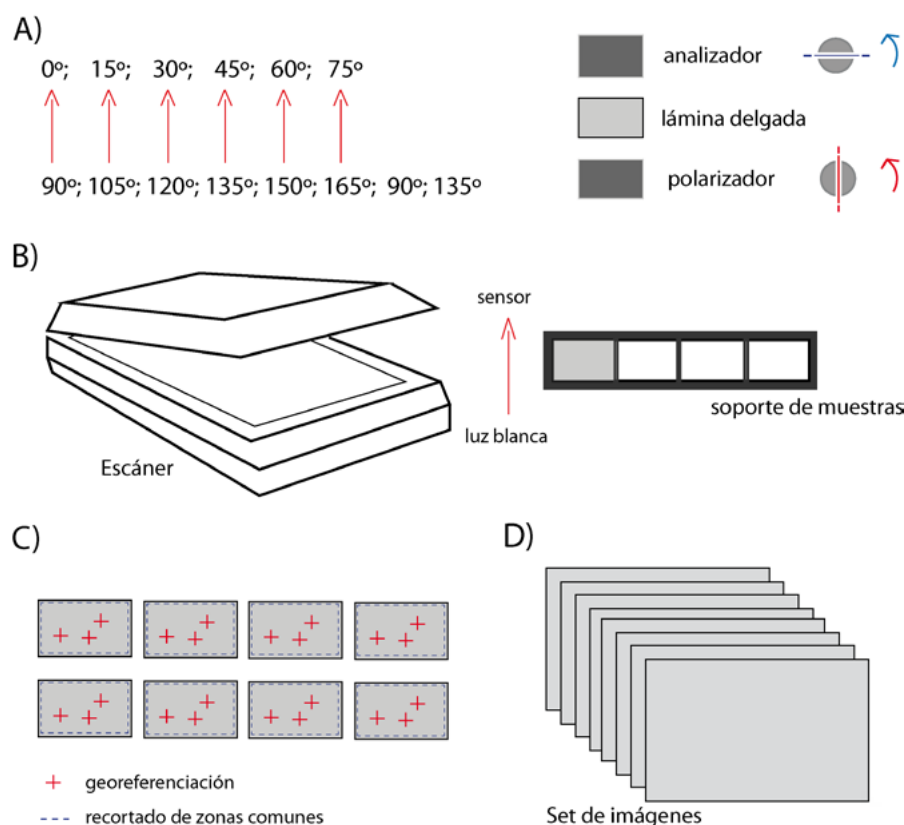 A)
0º; 15º; 30º; 45º; 60º; 75º
90º; 105º; 120º; 135º; 150º; 165º; 90º; 135º
analizador
lámina delgada
polarizador
B)
Escáner
sensor
luz blanca
soporte de muestras
C)
georeferenciación
recortado de zonas comunes
D)
Set de imágenes